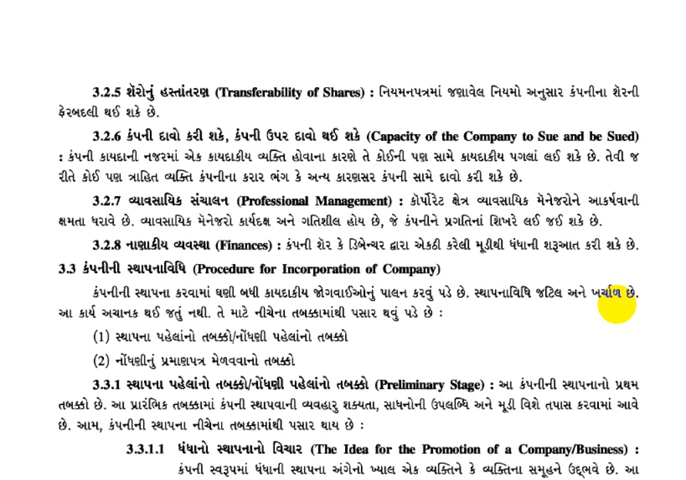 3.2.5 શૅરોનું હસ્તાંતરણ (Transferability of Shares) : નિયમનપત્રમાં જણાવેલ નિયમો અનુસાર કંપનીના શૅરની
ફેરબદલી થઈ શકે છે.
3.2.6 કંપની દાવો કરી શકે, કંપની ઉપર દાવો થઈ શકે (Capacity of the Company to Sue and be Sued)
: કંપની કાયદાની નજરમાં એક કાયદાકીય વ્યક્તિ હોવાના કારણે તે કોઈની પણ સામે કાયદાકીય પગલાં લઈ શકે છે. તેવી જ
રીતે કોઈ પણ ત્રાહિત વ્યક્તિ કંપનીના કરાર ભંગ કે અન્ય કારણસર કંપની સામે દાવો કરી શકે છે.
3.2.7 વ્યાવસાયિક સંચાલન (Professional Management) : કૉર્પોરેટ ક્ષેત્ર વ્યાવસાયિક મૅનેજરોને આકર્ષવાની
ક્ષમતા ધરાવે છે. વ્યાવસાયિક મૅનેજરો કાર્યદક્ષ અને ગતિશીલ હોય છે, જે કંપનીને પ્રગતિનાં શિખરે લઈ જઈ શકે છે.
3.2.8 નાણાકીય વ્યવસ્થા (Finances) : કંપની શૅર કે ડિબેન્ચર દ્વારા એકઠી કરેલી મૂડીથી ધંધાની શરૂઆત કરી શકે છે.
3.3 કંપનીની સ્થાપનાવિધિ (Procedure for Incorporation of Company)
કંપનીની સ્થાપના કરવામાં ઘણી બધી કાયદાકીય જોગવાઈઓનું પાલન કરવું પડે છે. સ્થાપનાવિધિ જટિલ અને ખર્ચાળ છે.
આ કાર્ય અચાનક થઈ જતું નથી. તે માટે નીચેના તબક્કામાંથી પસાર થવું પડે છે :
(1) સ્થાપના પહેલાંનો તબક્કો/નોંધણી પહેલાંનો તબક્કો
(2) નોંધણીનું પ્રમાણપત્ર મેળવવાનો તબક્કો
3.3.1 સ્થાપના પહેલાંનો તબક્કો/નોંધણી પહેલાંનો તબક્કો (Preliminary Stage) : આ કંપનીની સ્થાપનાનો પ્રથમ
તબક્કો છે. આ પ્રારંભિક તબક્કામાં કંપની સ્થાપવાની વ્યવહારુ શક્યતા, સાધનોની ઉપલબ્ધિ અને મૂડી વિશે તપાસ કરવામાં આવે
છે. આમ, કંપનીની સ્થાપના નીચેના તબક્કામાંથી પસાર થાય છે :
3.3.1.1 ધંધાનો સ્થાપનાનો વિચાર (The Idea for the Promotion of a Company/Business) :
કંપની સ્વરૂપમાં ધંધાની સ્થાપના અંગેનો ખ્યાલ એક વ્યક્તિને કે વ્યક્તિના સમૂહને ઉદ્ભવે છે. આ